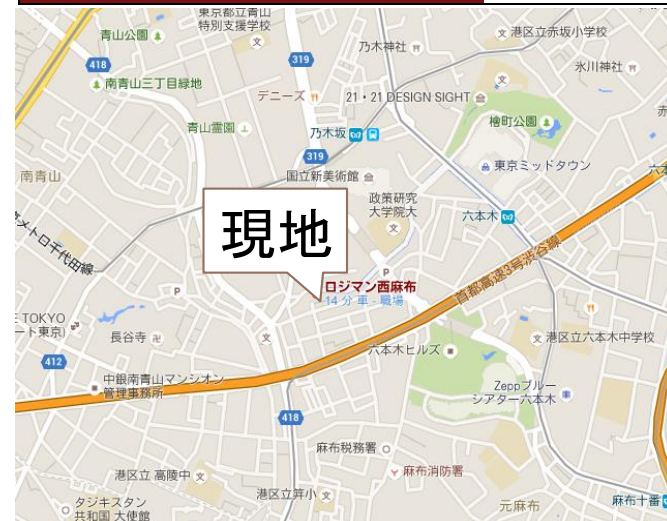 東京都立青山
特別支援学校
青山公園
319
乃木神社
港区立赤坂小学校
418
氷川神社
南青山三丁目緑地
デニーズ
21・21 DESIGN SIGHT
檜町公園
青山霊園
乃木坂
319
東京ミッドタウン
国立新美術館
南青山
政策研究
大学院大
六本木
現地
メトロ千代田線
首都高速3号渋谷線
P
P
ロジマン西麻布
14 分 車 - 職場
E TOKYO
ート東京)
長谷寺
港区立六本木中学校
412
六本木ヒルズ
中銀南青山マンシオン
管理事務所
Zeppブルー
シアター六本木
418
麻布税務署
港区立 高陵中
麻布消防署
港区立笄小
タジキスタン
共和国 大使館
元麻布
麻布十番